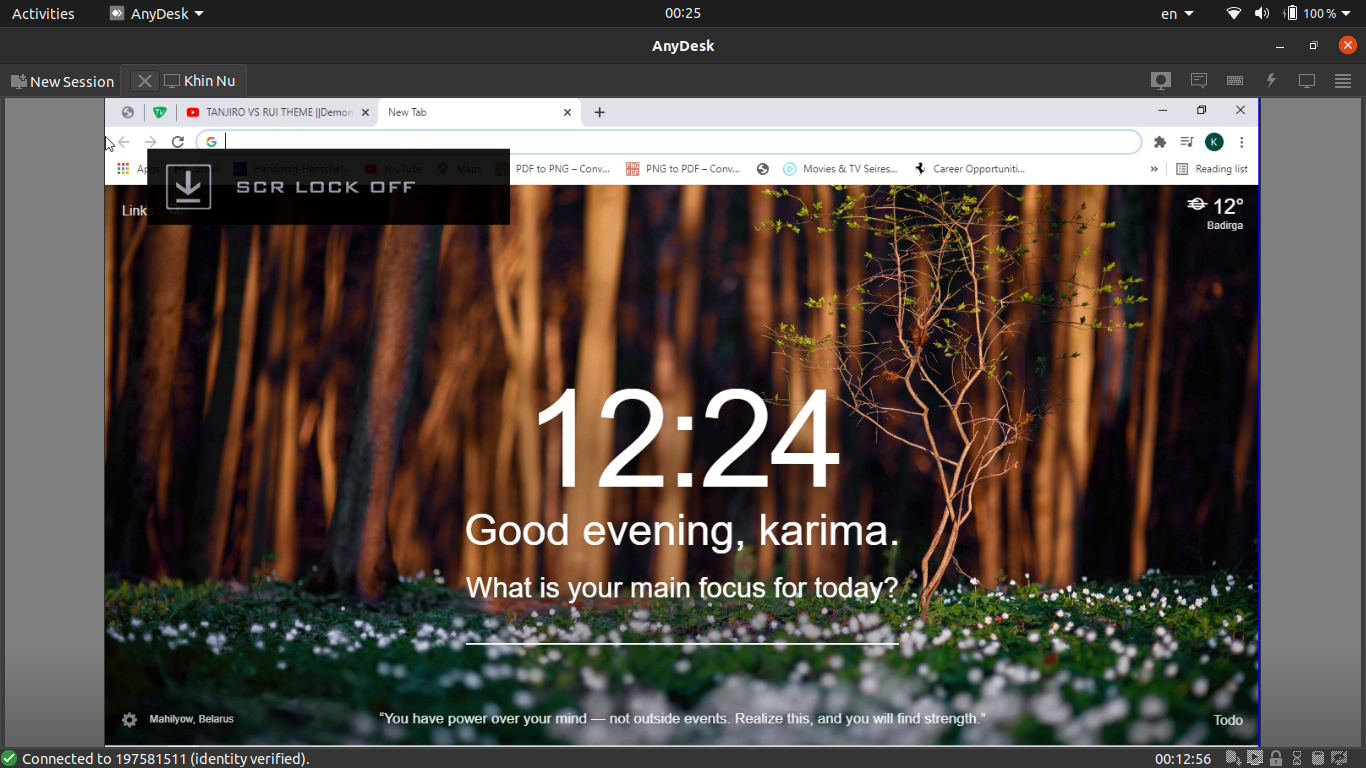 Activities AnyDesk 00:25 en 100 %
AnyDesk
New Session Khin Nu
TANJIRO VS RUI THEME ||Demon New Tab
K
Apps Handmag-Henschel... YouTube Maps PDF to PNG – Conv... PNG to PDF – Conv... Movies & TV Seires... Career Opportuniti... » Reading list
SCR LOCK OFF
Link
12°
Badirga
12:24
Good evening, karima.
What is your main focus for today?
Mahilyow, Belarus
“You have power over your mind — not outside events. Realize this, and you will find strength.”
Todo
Connected to 197581511 (identity verified). 00:12:56